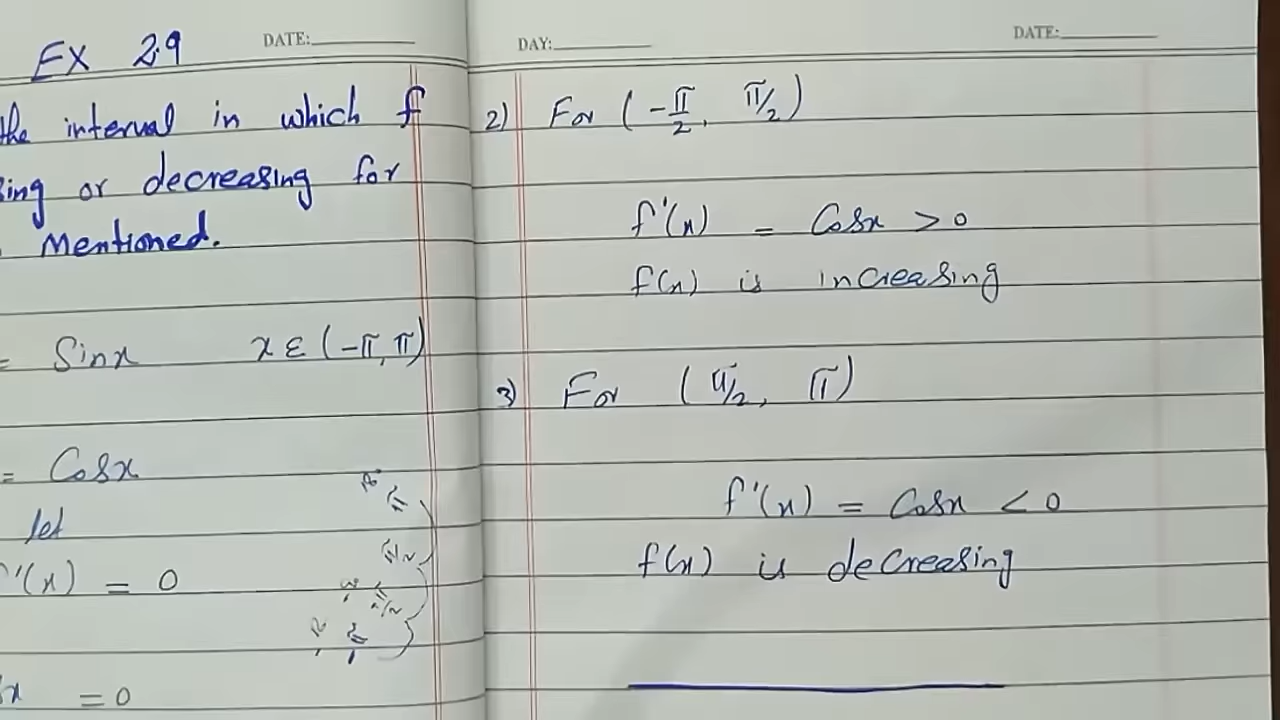 EX 2.9
DATE:
the interval in which f
sing or decreasing for
Mentioned.
= Sinx x ε (-π, π)
= Cosx
let
f'(x) = 0
= 0
DAY:
DATE:
2) For (-π/2, π/2)
f'(x) = Cosx > 0
f(x) is increasing
3) For (π/2, π)
f'(x) = Cosx < 0
f(x) is decreasing